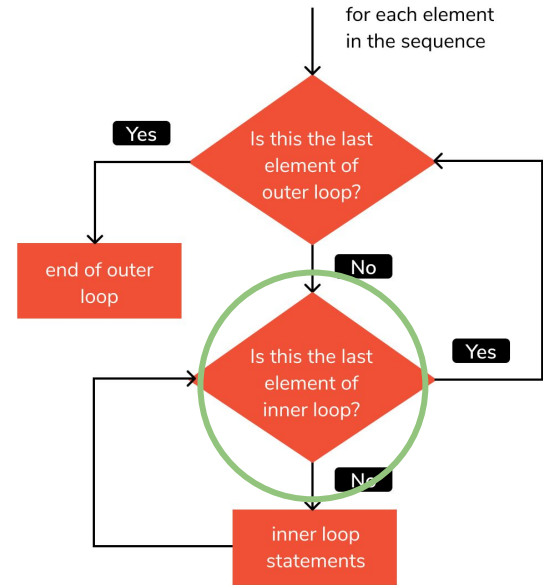 for each element
in the sequence
Is this the last
element of
outer loop?
Yes
end of outer
loop
No
Is this the last
element of
inner loop?
Yes
No
inner loop
statements